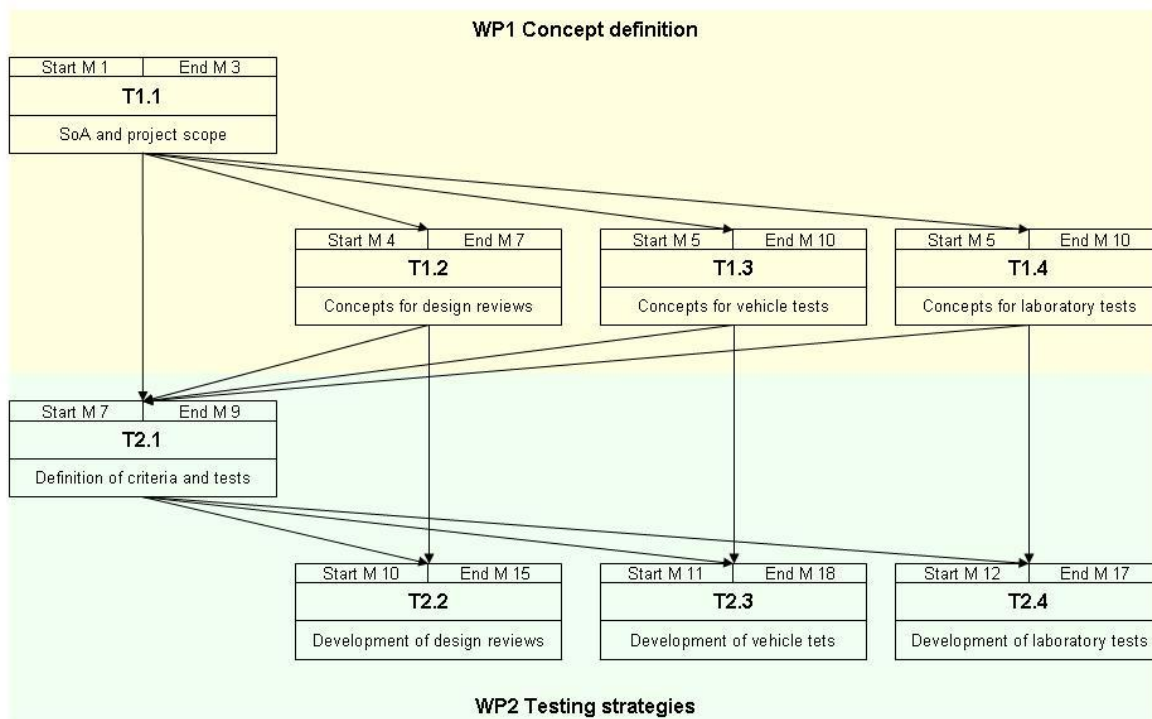 WP1 Concept definition
Start M 1 End M 3
T1.1
SoA and project scope
Start M 4 End M 7
T1.2
Concepts for design reviews
Start M 5 End M 10
T1.3
Concepts for vehicle tests
Start M 5 End M 10
T1.4
Concepts for laboratory tests
Start M 7 End M 9
T2.1
Definition of criteria and tests
Start M 10 End M 15
T2.2
Development of design reviews
Start M 11 End M 18
T2.3
Development of vehicle tets
Start M 12 End M 17
T2.4
Development of laboratory tests
WP2 Testing strategies